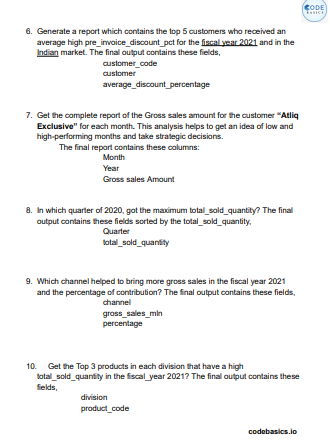 CODE
BASICS
6. Generate a report which contains the top 5 customers who received an
average high pre_invoice_discount_pct for the fiscal year 2021 and in the
Indian market. The final output contains these fields,
customer_code
customer
average_discount_percentage
7. Get the complete report of the Gross sales amount for the customer “Atliq
Exclusive” for each month. This analysis helps to get an idea of low and
high-performing months and take strategic decisions.
The final report contains these columns:
Month
Year
Gross sales Amount
8. In which quarter of 2020, got the maximum total_sold_quantity? The final
output contains these fields sorted by the total_sold_quantity,
Quarter
total_sold_quantity
9. Which channel helped to bring more gross sales in the fiscal year 2021
and the percentage of contribution? The final output contains these fields,
channel
gross_sales_mln
percentage
10. Get the Top 3 products in each division that have a high
total_sold_quantity in the fiscal_year 2021? The final output contains these
fields,
division
product_code
codebasics.io